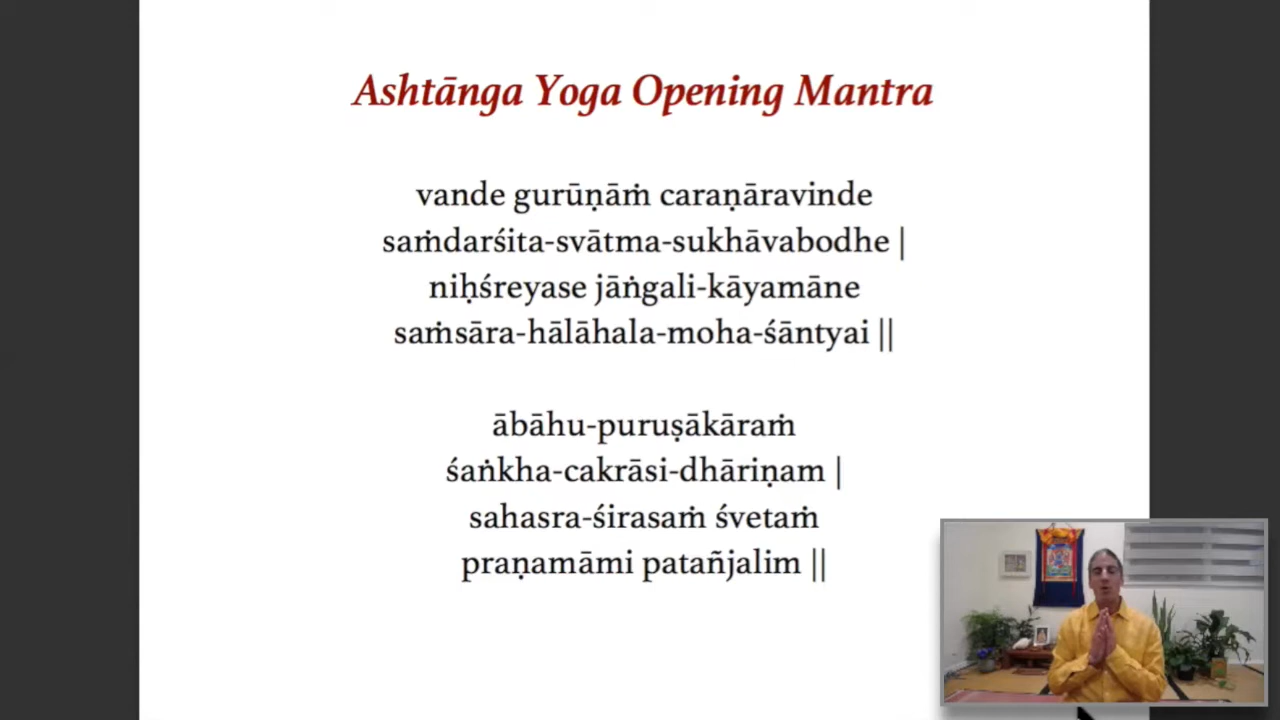 Ashtānga Yoga Opening Mantra
vande gurūṇāṁ caraṇāravinde
saṁdarśita-svātma-sukhāvabodhe |
niḥśreyase jāṅgali-kāyamāne
saṁsāra-hālāhala-moha-śāntyai ||
ābāhu-puruṣākāraṁ
śaṅkha-cakrāsi-dhāriṇam |
sahasra-śirasaṁ śvetaṁ
praṇamāmi patañjalim ||